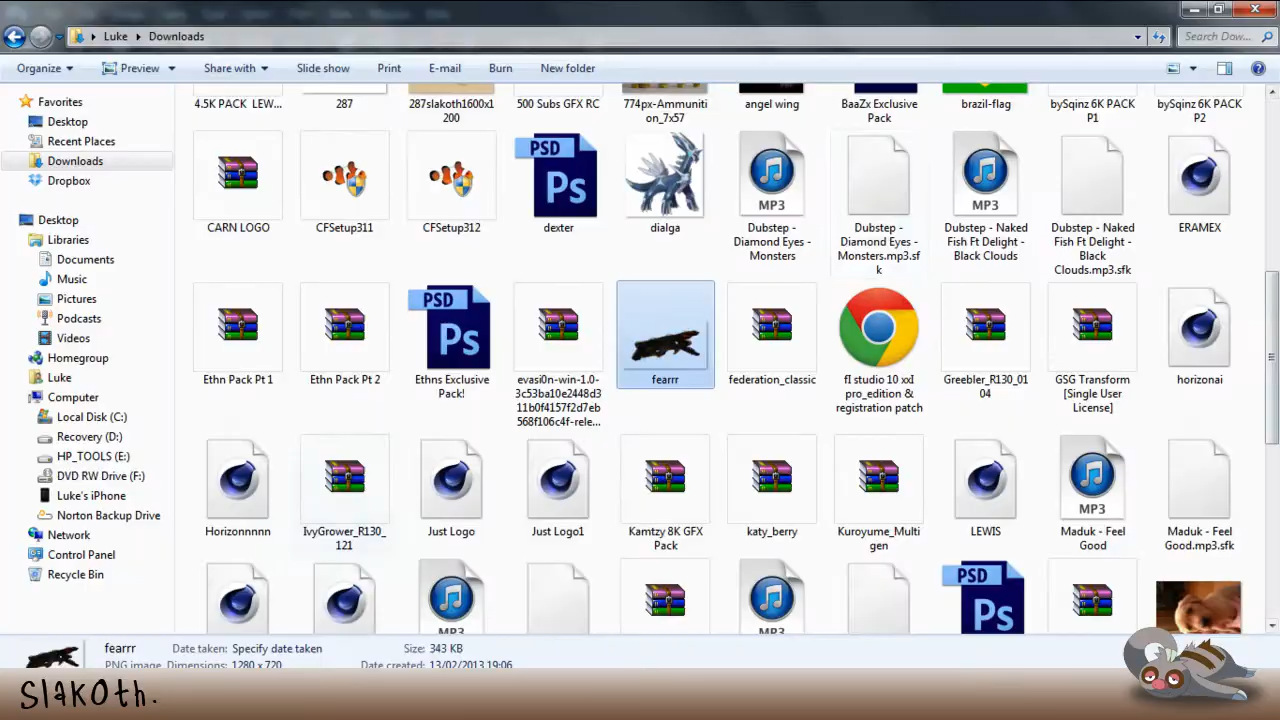 Luke Downloads Search Dow...
Organize Preview Share with Slide show Print E-mail Burn New folder
Favorites
Desktop
Recent Places
Downloads
Dropbox
Desktop
Libraries
Documents
Music
Pictures
Podcasts
Videos
Homegroup
Luke
Computer
Local Disk (C:)
Recovery (D:)
HP_TOOLS (E:)
DVD RW Drive (F:)
Luke's iPhone
Norton Backup Drive
Network
Control Panel
Recycle Bin
4.5K PACK LEW...
287
287slakoth1600x1
200
500 Subs GFX RC
774px-Ammuniti
on_7x57
angel wing
BaaZx Exclusive
Pack
brazil-flag
bySqinz 6K PACK
P1
bySqinz 6K PACK
P2
CARN LOGO
CFSetup311
CFSetup312
PSD
Ps
dexter
dialga
MP3
Dubstep -
Diamond Eyes -
Monsters
Dubstep -
Diamond Eyes -
Monsters.mp3.sf
k
MP3
Dubstep - Naked
Fish Ft Delight -
Black Clouds
Dubstep - Naked
Fish Ft Delight -
Black
Clouds.mp3.sfk
ERAMEX
Ethn Pack Pt 1
Ethn Pack Pt 2
PSD
Ps
Ethns Exclusive
Pack!
evasi0n-win-1.0-
3c53ba10e2448d3
11b0f4157f2d7eb
568f106c4f-rele...
fearrr
federation_classic
fl studio 10 xxl
pro_edition &
registration patch
Greebler_R130_01
04
GSG Transform
[Single User
License]
horizonai
Horizonnnnn
IvyGrower_R130_
121
Just Logo
Just Logo1
Kamtzy 8K GFX
Pack
katy_berry
Kuroyume_Multi
gen
LEWIS
MP3
Maduk - Feel
Good
Maduk - Feel
Good.mp3.sfk
MP3
MP3
PSD
Ps
fearrr Date taken: Specify date taken Size: 343 KB
PNG image Dimensions: 1280 x 720 Date created: 13/02/2013 19:06
Slakoth.